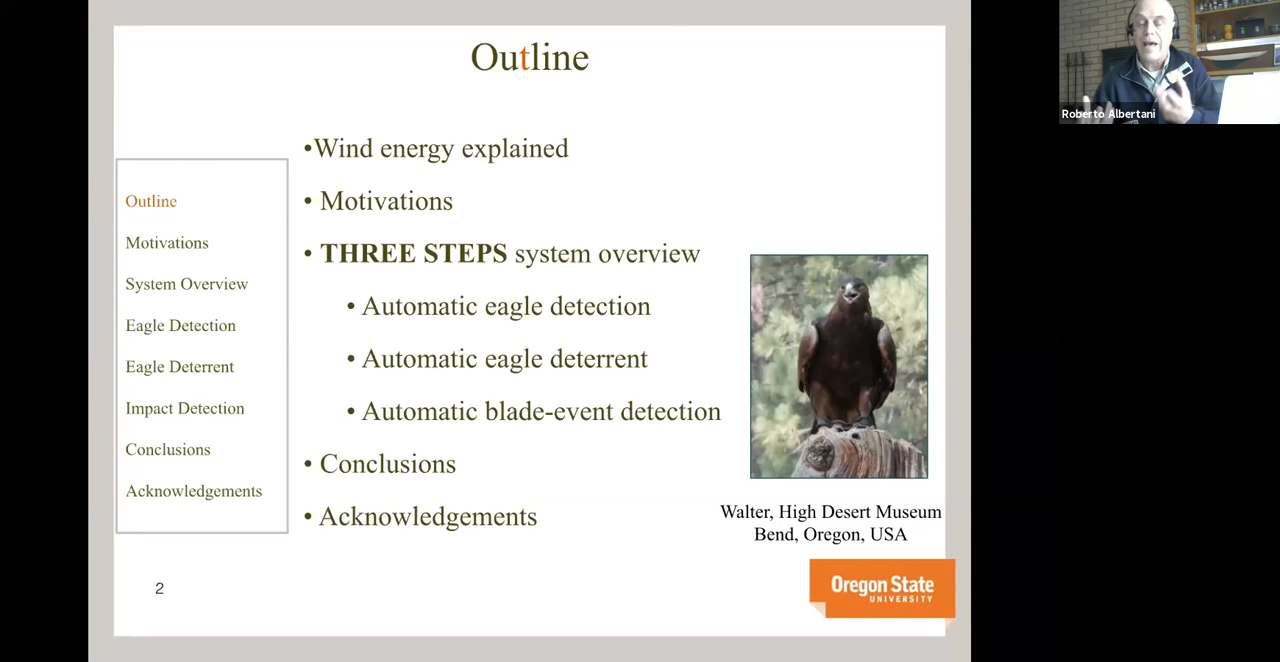 Outline
•Wind energy explained
• Motivations
• THREE STEPS system overview
• Automatic eagle detection
• Automatic eagle deterrent
• Automatic blade-event detection
• Conclusions
• Acknowledgements
Outline
Motivations
System Overview
Eagle Detection
Eagle Deterrent
Impact Detection
Conclusions
Acknowledgements
Walter, High Desert Museum
Bend, Oregon, USA
2
Oregon State
UNIVERSITY
Roberto Albertani